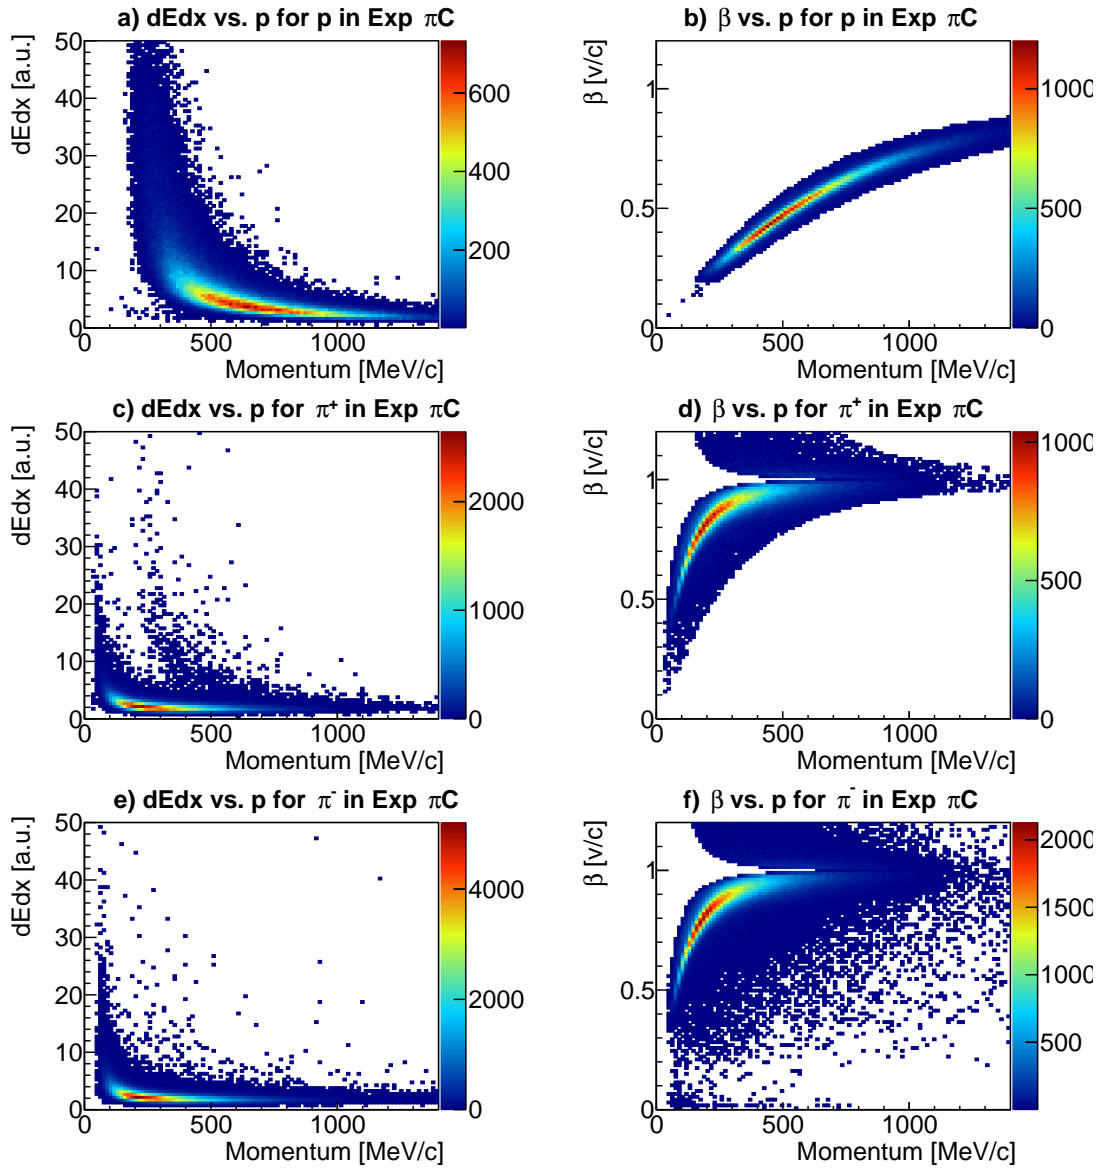 a) dEdx vs. p for p in Exp πC
dEdx [a.u.]
50
40
30
20
10
0
0 500 1000
Momentum [MeV/c]
600
400
200
b) β vs. p for p in Exp πC
β [v/c]
1
0.5
0
0 500 1000
Momentum [MeV/c]
1000
500
0
c) dEdx vs. p for π⁺ in Exp πC
dEdx [a.u.]
50
40
30
20
10
0
0 500 1000
Momentum [MeV/c]
2000
1000
0
d) β vs. p for π⁺ in Exp πC
β [v/c]
1
0.5
0
0 500 1000
Momentum [MeV/c]
1000
500
0
e) dEdx vs. p for π⁻ in Exp πC
dEdx [a.u.]
50
40
30
20
10
0
0 500 1000
Momentum [MeV/c]
4000
2000
0
f) β vs. p for π⁻ in Exp πC
β [v/c]
1
0.5
0
0 500 1000
Momentum [MeV/c]
2000
1500
1000
500